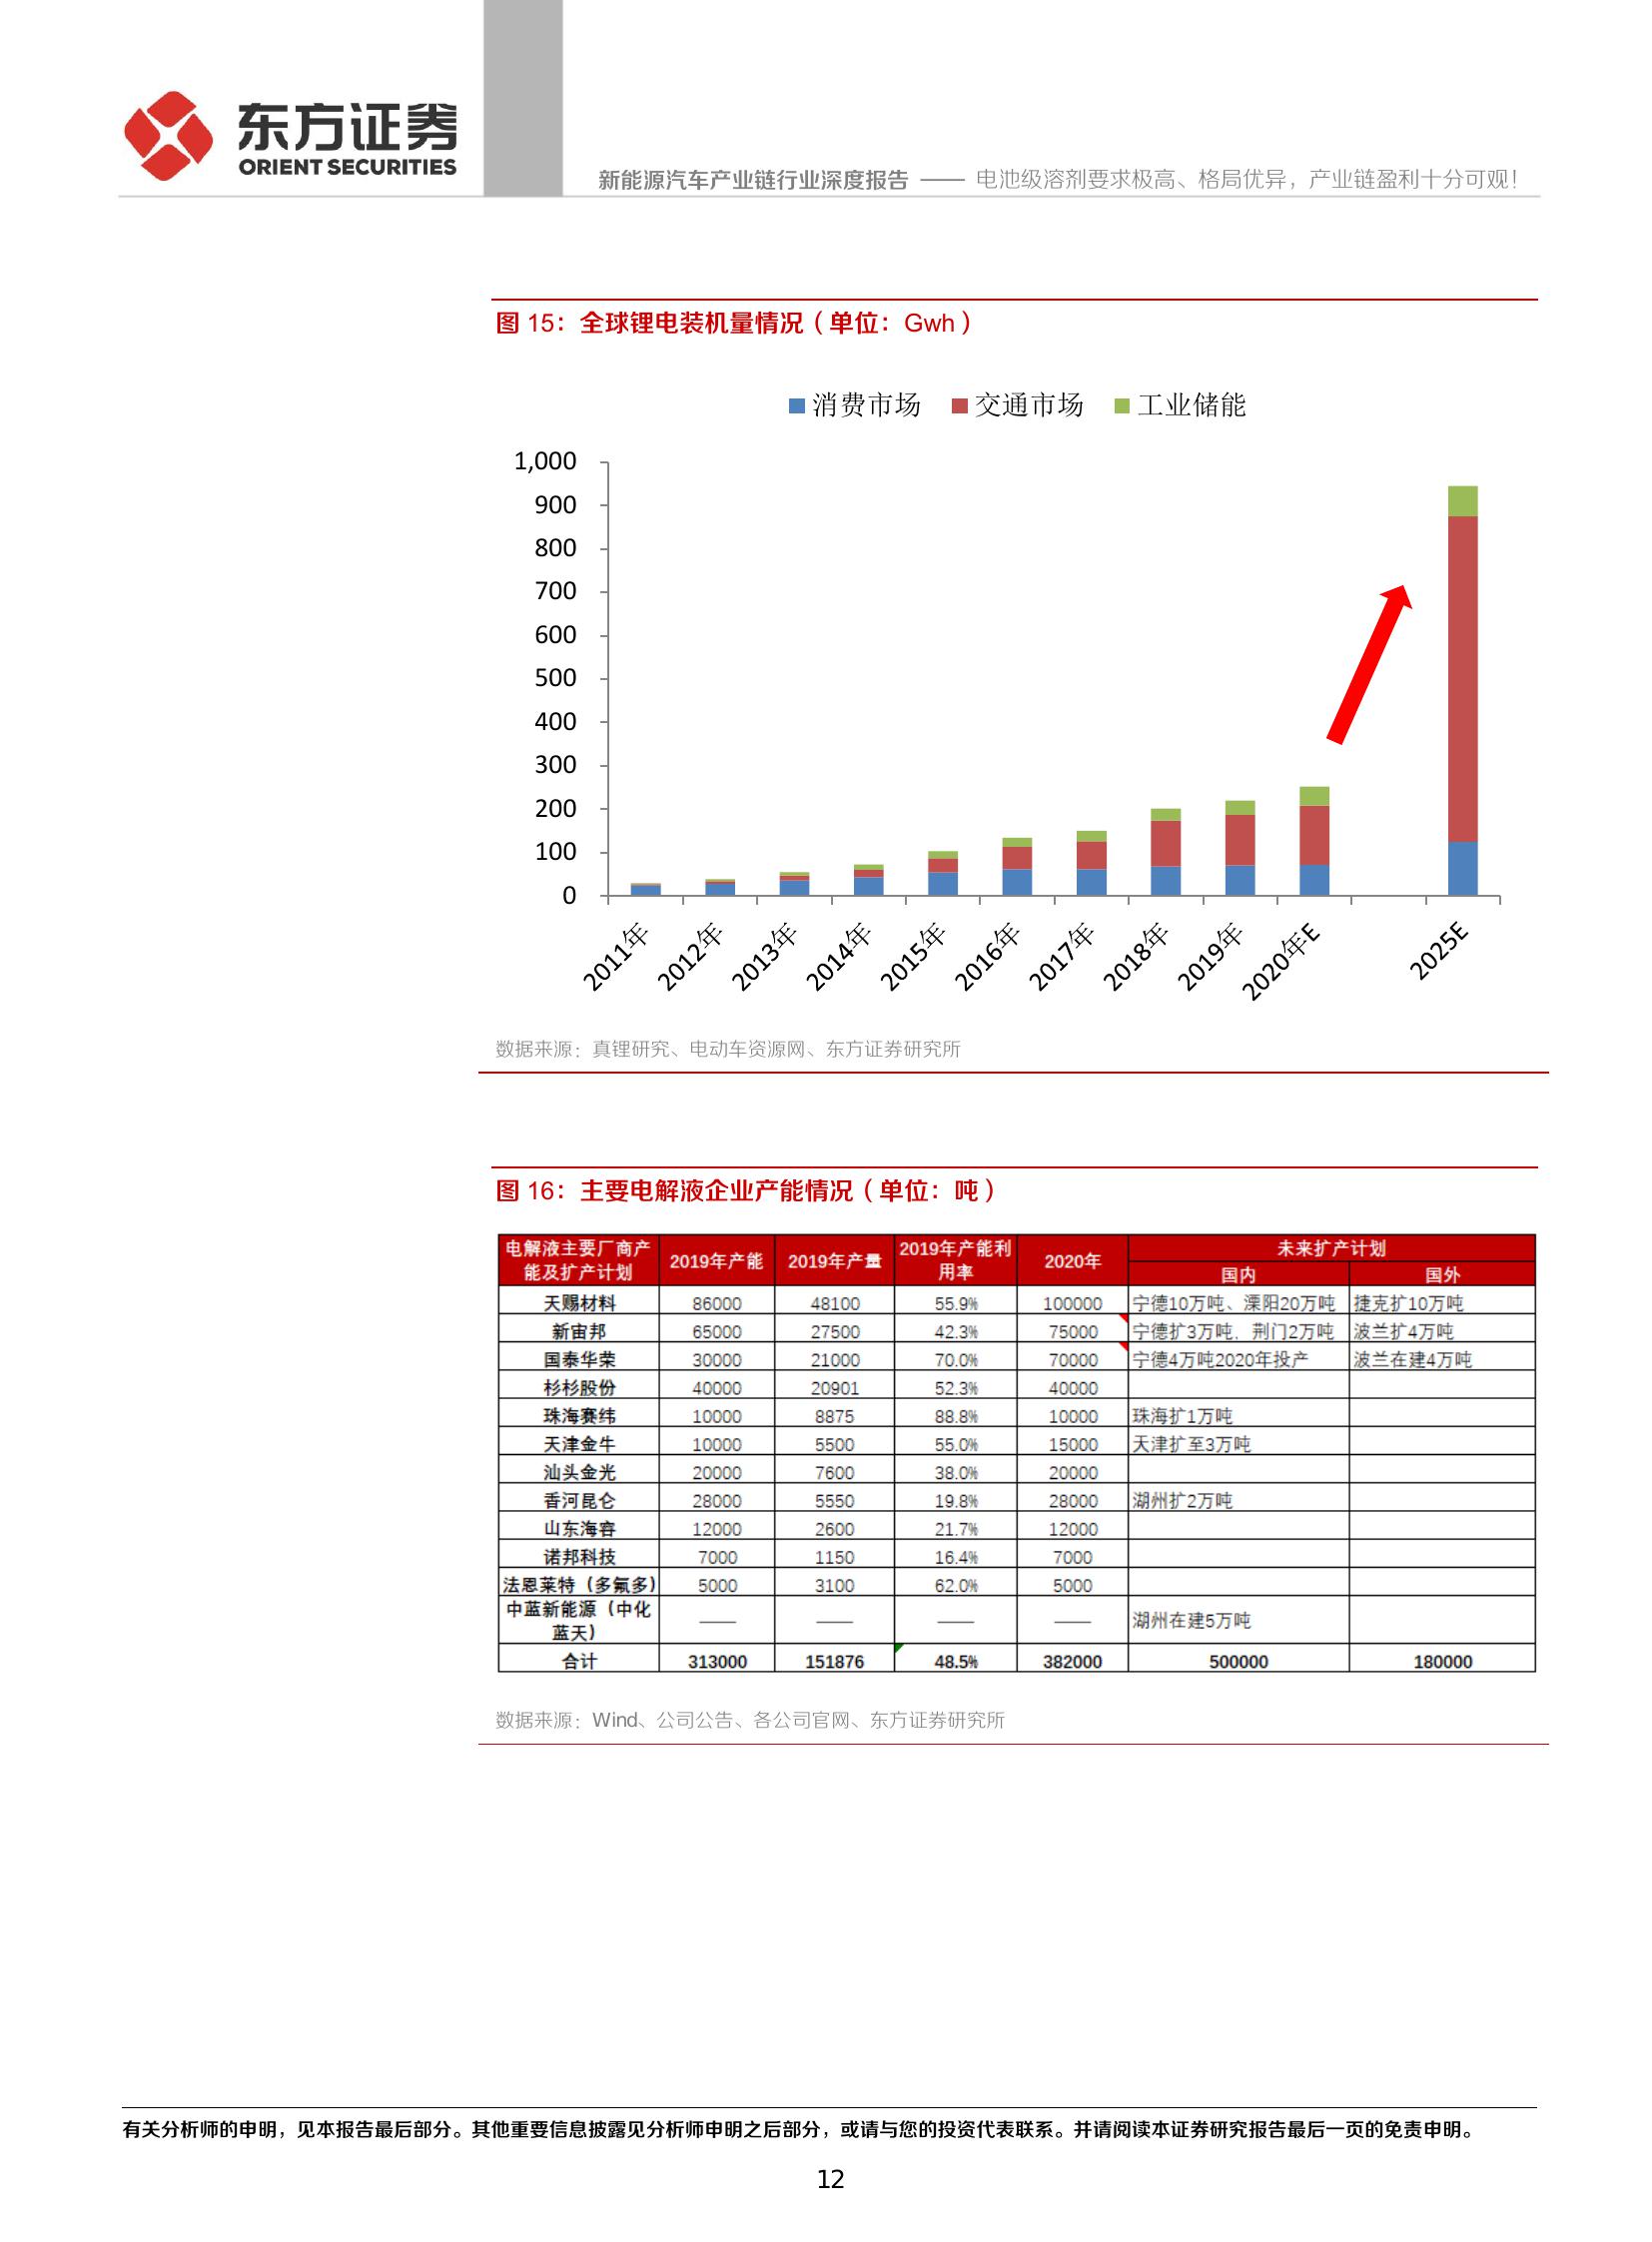 东方证券
ORIENT SECURITIES
新能源汽车产业链行业深度报告 —— 电池级溶剂要求极高、格局优异，产业链盈利十分可观！
图 15：全球锂电装机量情况（单位：Gwh）
消费市场 交通市场 工业储能
1,000
900
800
700
600
500
400
300
200
100
0
2011年 2012年 2013年 2014年 2015年 2016年 2017年 2018年 2019年 2020年E 2025E
数据来源：真锂研究、电动车资源网、东方证券研究所
图 16：主要电解液企业产能情况（单位：吨）
电解液主要厂商产能及扩产计划 2019年产能 2019年产量 2019年产能利用率 2020年 未来扩产计划
国内 国外
天赐材料 86000 48100 55.9% 100000 宁德10万吨、溧阳20万吨 捷克扩10万吨
新宙邦 65000 27500 42.3% 75000 宁德扩3万吨，荆门2万吨 波兰扩4万吨
国泰华荣 30000 21000 70.0% 70000 宁德4万吨2020年投产 波兰在建4万吨
杉杉股份 40000 20901 52.3% 40000
珠海赛纬 10000 8875 88.8% 10000 珠海扩1万吨
天津金牛 10000 5500 55.0% 15000 天津扩至3万吨
汕头金光 20000 7600 38.0% 20000
香河昆仑 28000 5550 19.8% 28000 湖州扩2万吨
山东海容 12000 2600 21.7% 12000
诺邦科技 7000 1150 16.4% 7000
法恩莱特（多氟多） 5000 3100 62.0% 5000
中蓝新能源（中化蓝天） —— —— —— —— 湖州在建5万吨
合计 313000 151876 48.5% 382000 500000 180000
数据来源：Wind、公司公告、各公司官网、东方证券研究所
有关分析师的申明，见本报告最后部分。其他重要信息披露见分析师申明之后部分，或请与您的投资代表联系。并请阅读本证券研究报告最后一页的免责申明。
12